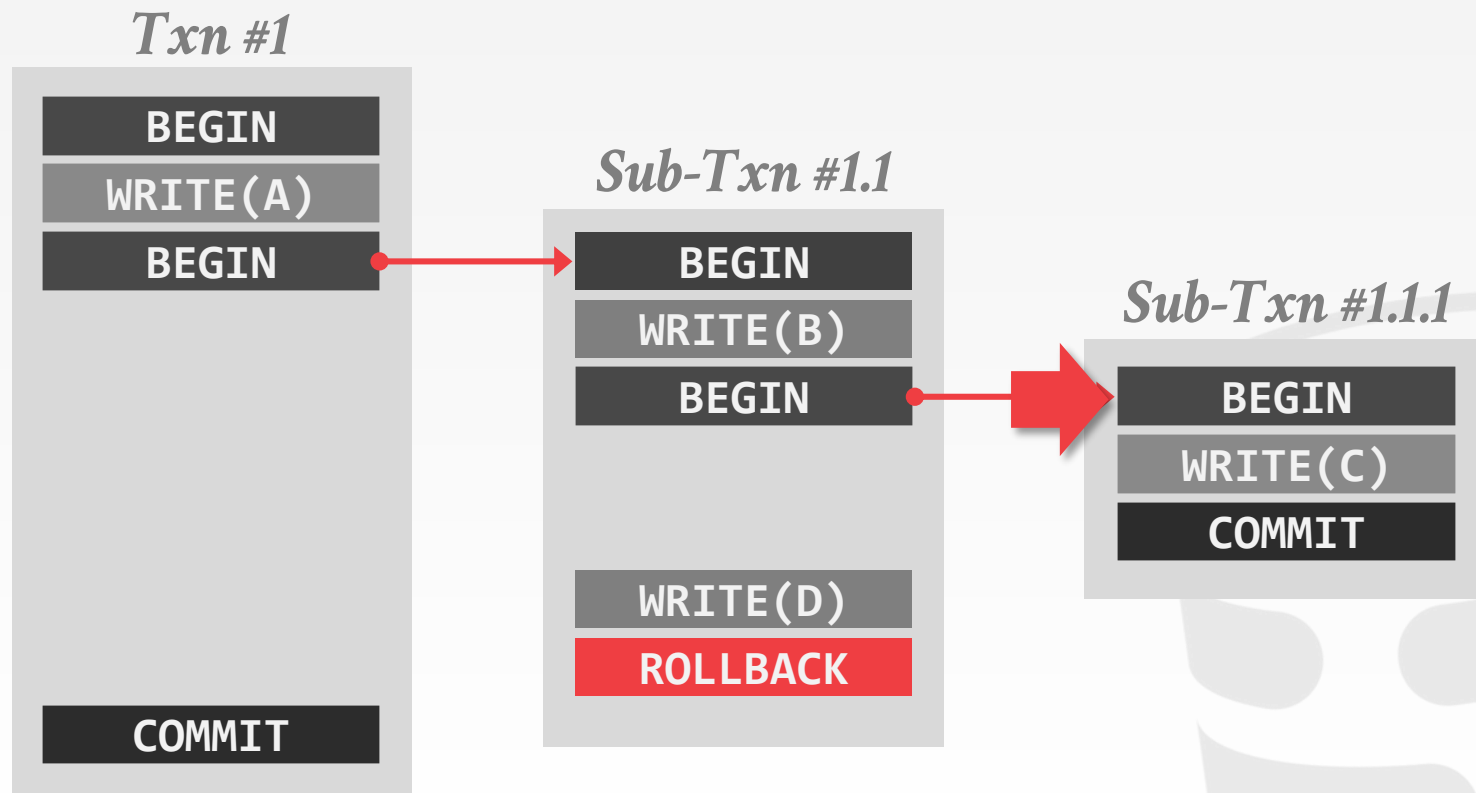 Txn #1
BEGIN
WRITE(A)
BEGIN
COMMIT
Sub-Txn #1.1
BEGIN
WRITE(B)
BEGIN
WRITE(D)
ROLLBACK
Sub-Txn #1.1.1
BEGIN
WRITE(C)
COMMIT